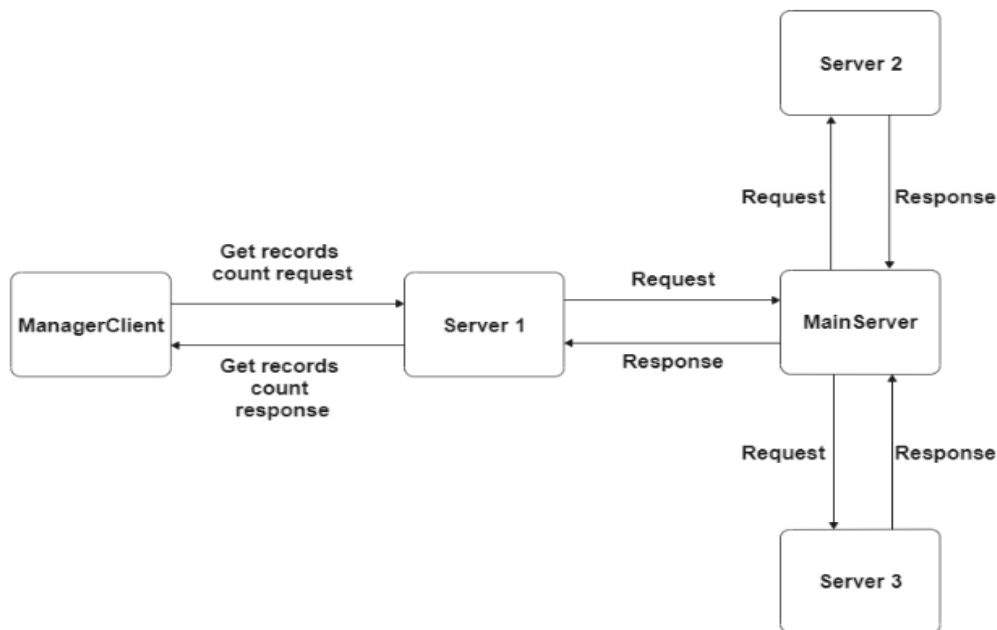 Server 2
Request
Response
Get records
count request
Request
ManagerClient
Server 1
MainServer
Get records
count
response
Response
Request
Response
Server 3